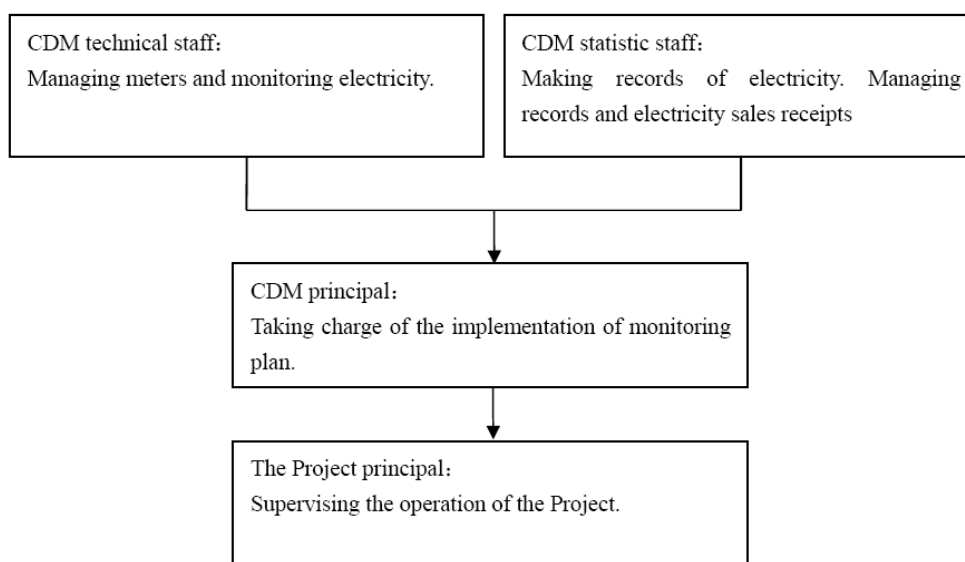 CDM technical staff：
Managing meters and monitoring electricity.
CDM statistic staff：
Making records of electricity. Managing
records and electricity sales receipts
CDM principal：
Taking charge of the implementation of monitoring
plan.
The Project principal：
Supervising the operation of the Project.